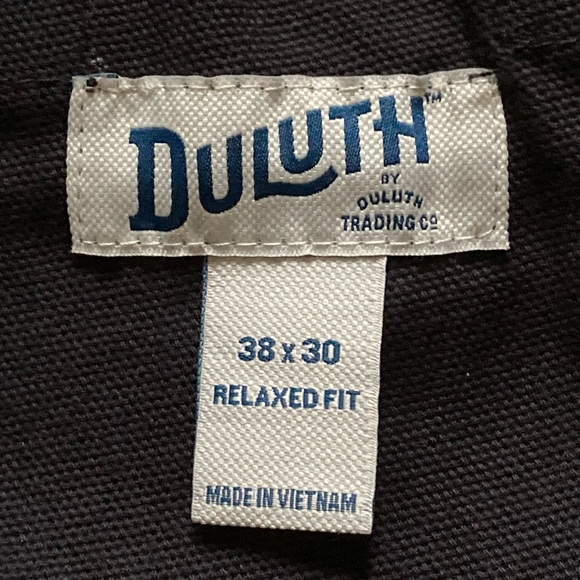 DULUTH™
BY
DULUTH
TRADING CO
38 x 30
RELAXED FIT
MADE IN VIETNAM